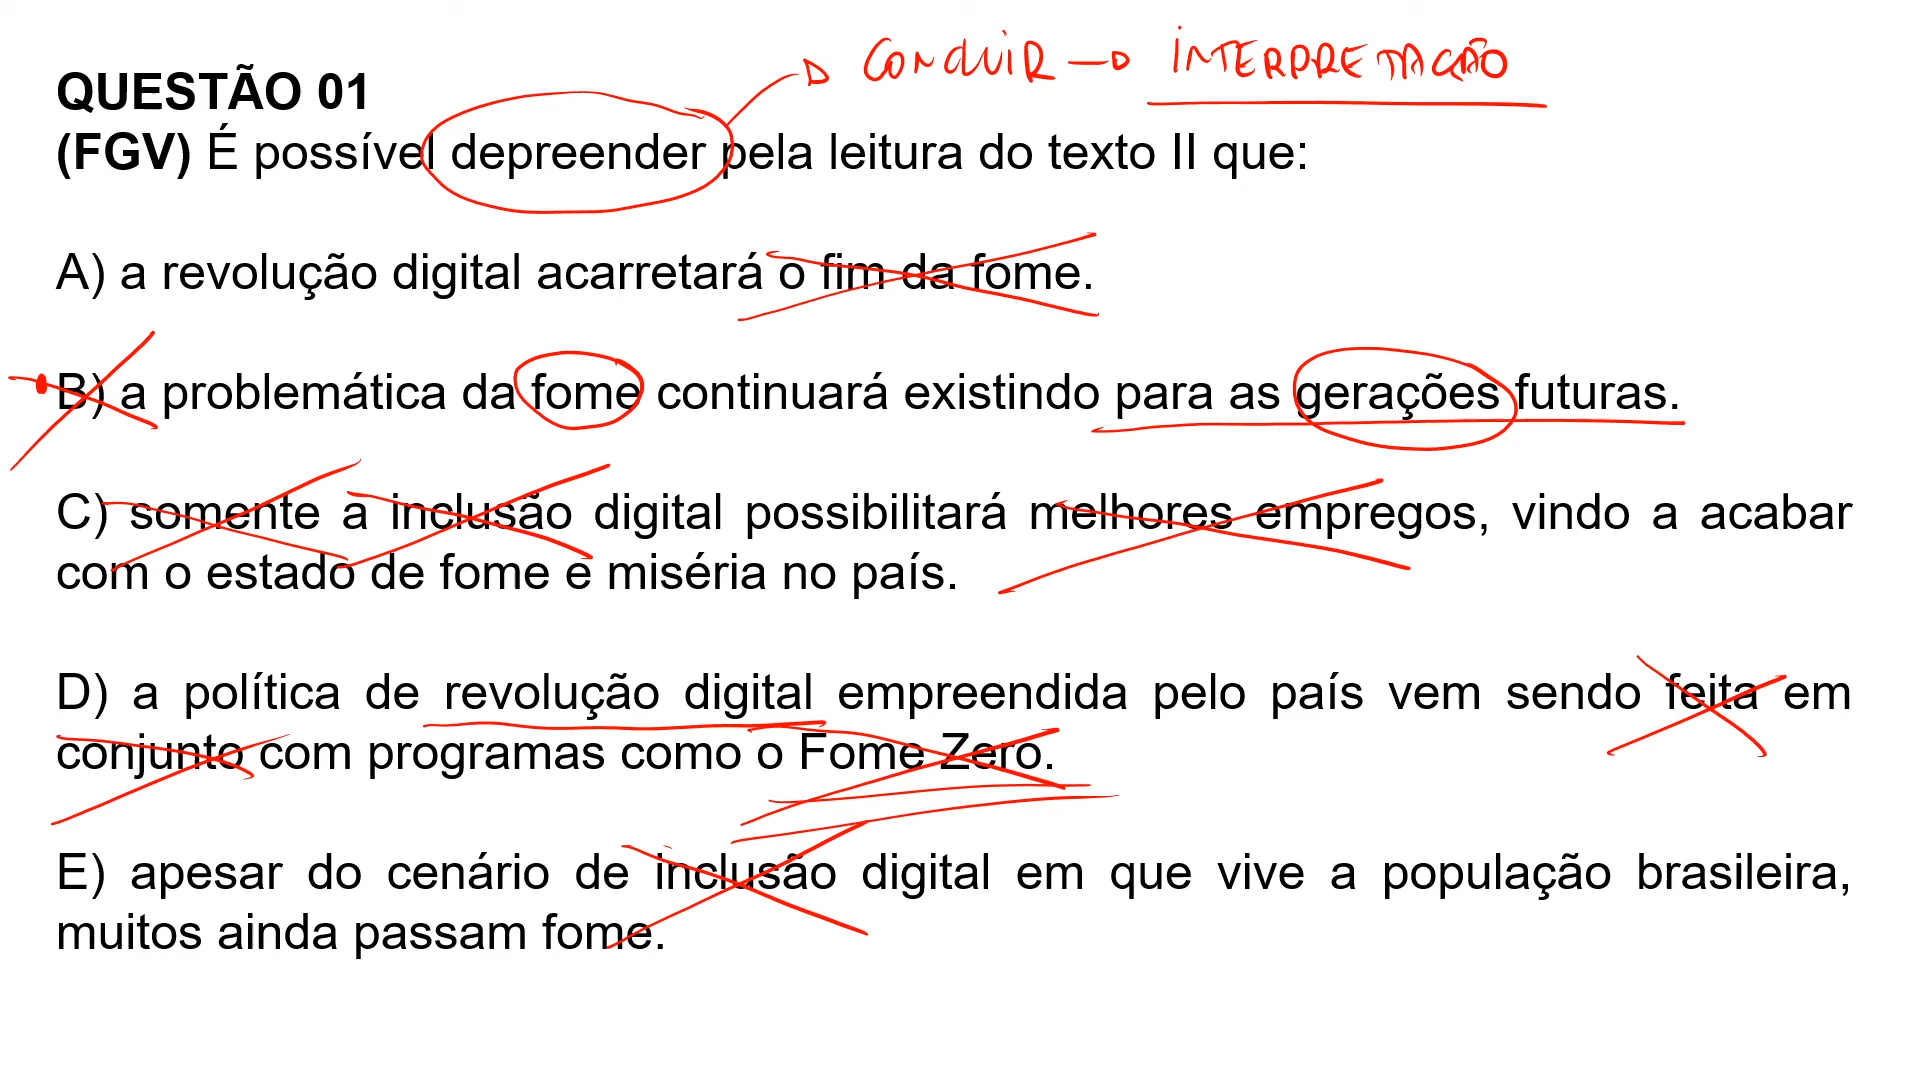 CONCLUIR → INTERPRETAÇÃO
QUESTÃO 01
(FGV) É possível depreender pela leitura do texto II que:
A) a revolução digital acarretará o fim da fome.
B) a problemática da fome continuará existindo para as gerações futuras.
C) somente a inclusão digital possibilitará melhores empregos, vindo a acabar
com o estado de fome e miséria no país.
D) a política de revolução digital empreendida pelo país vem sendo feita em
conjunto com programas como o Fome Zero.
E) apesar do cenário de inclusão digital em que vive a população brasileira,
muitos ainda passam fome.